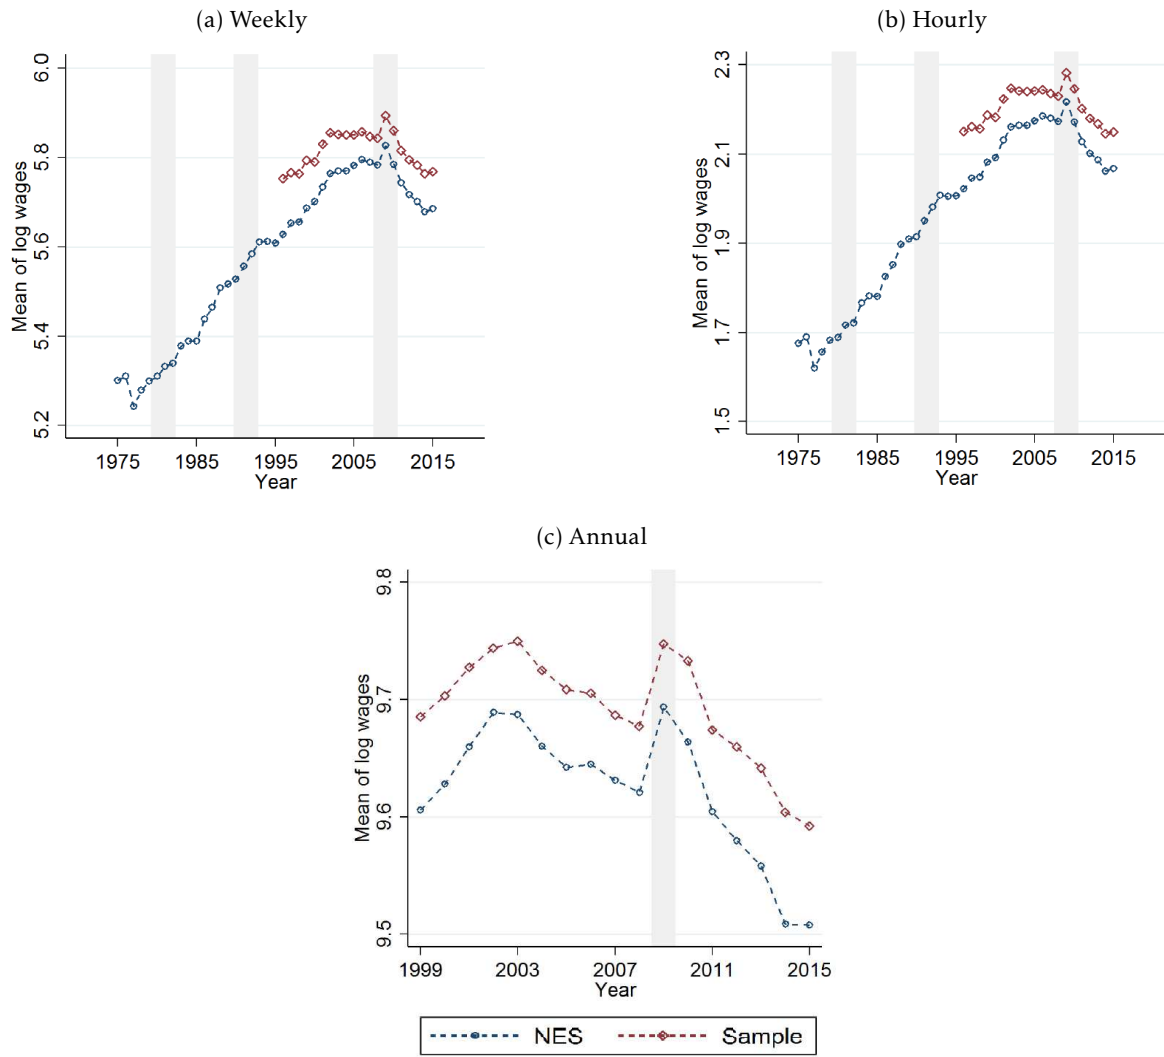 (a) Weekly
Mean of log wages
6.0
5.8
5.6
5.4
5.2
1975 1985 1995 2005 2015
Year
(b) Hourly
Mean of log wages
2.3
2.1
1.9
1.7
1.5
1975 1985 1995 2005 2015
Year
(c) Annual
Mean of log wages
9.8
9.7
9.6
9.5
1999 2003 2007 2011 2015
Year
NES Sample